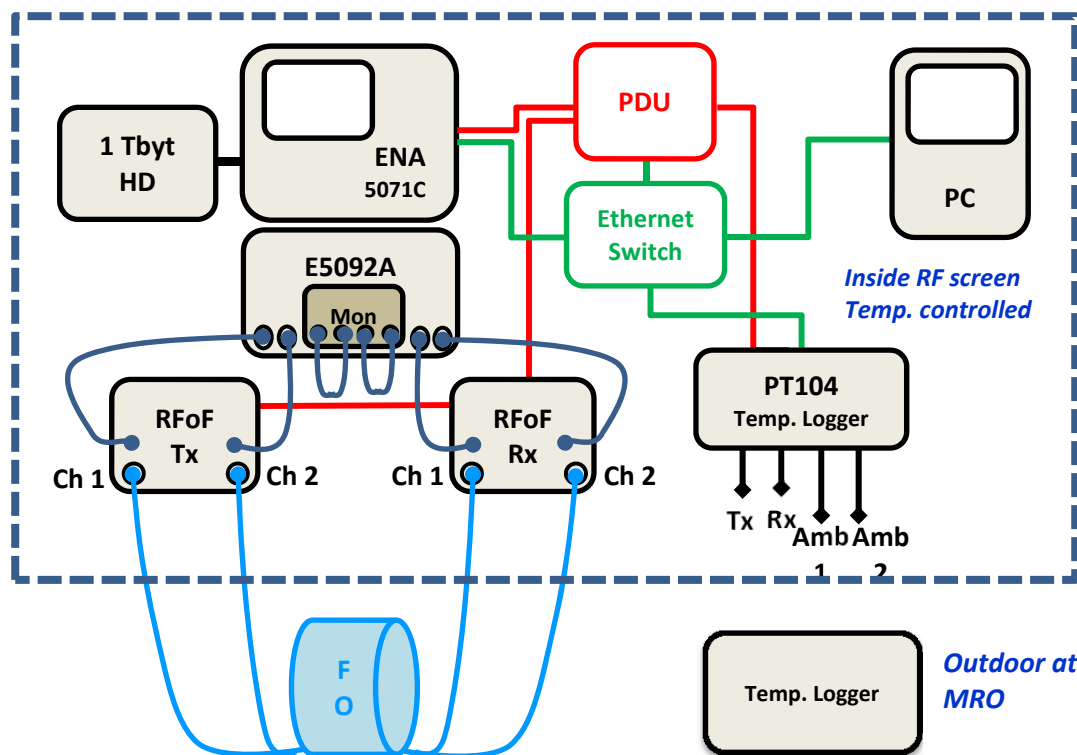 PDU
1 Tbyt
HD
ENA
5071C
PC
Ethernet
Switch
E5092A
Mon
Inside RF screen
Temp. controlled
PT104
Temp. Logger
RFoF
Tx
RFoF
Rx
Ch 1
Ch 2
Ch 1
Ch 2
Tx
Rx
Amb
1
Amb
2
F
O
Temp. Logger
Outdoor at
MRO